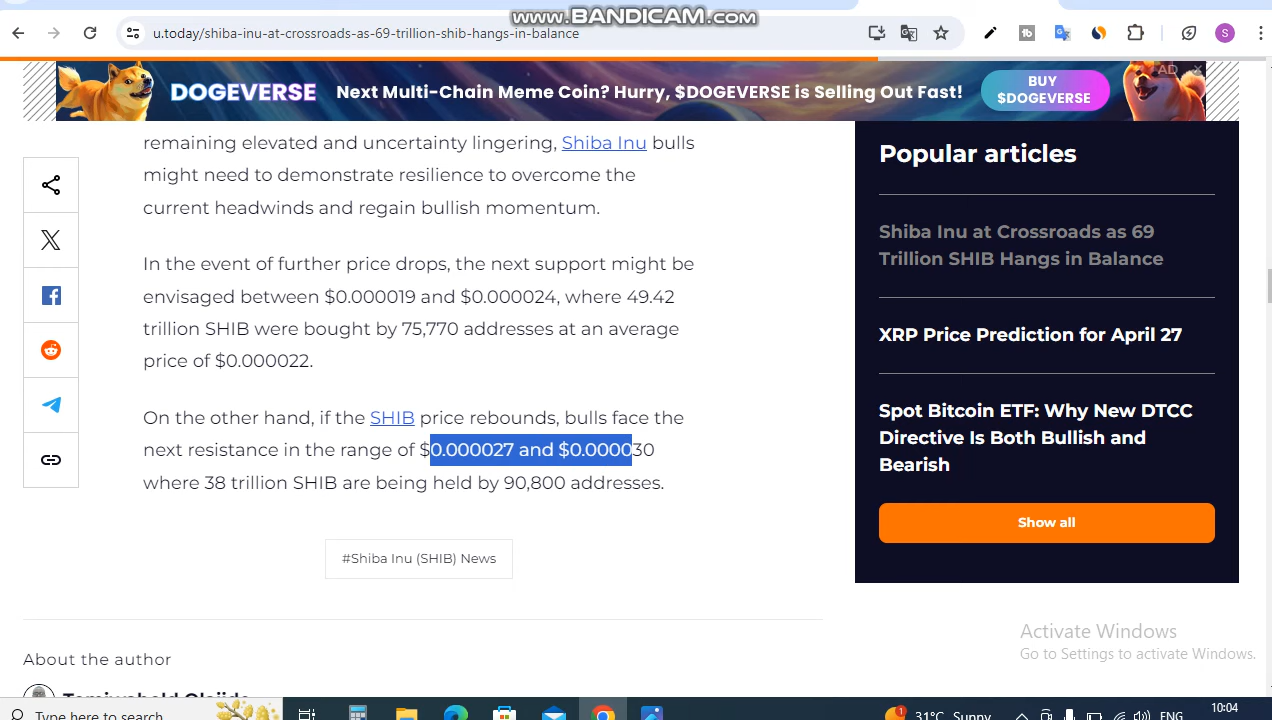 www.BANDICAM.com
u.today/shiba-inu-at-crossroads-as-69-trillion-shib-hangs-in-balance
S
DOGEVERSE
Next Multi-Chain Meme Coin? Hurry, $DOGEVERSE is Selling Out Fast!
BUY
$DOGEVERSE
AD
remaining elevated and uncertainty lingering, Shiba Inu bulls
might need to demonstrate resilience to overcome the
current headwinds and regain bullish momentum.
In the event of further price drops, the next support might be
envisaged between $0.000019 and $0.000024, where 49.42
trillion SHIB were bought by 75,770 addresses at an average
price of $0.000022.
On the other hand, if the SHIB price rebounds, bulls face the
next resistance in the range of $0.000027 and $0.000030
where 38 trillion SHIB are being held by 90,800 addresses.
#Shiba Inu (SHIB) News
About the author
Popular articles
Shiba Inu at Crossroads as 69
Trillion SHIB Hangs in Balance
XRP Price Prediction for April 27
Spot Bitcoin ETF: Why New DTCC
Directive Is Both Bullish and
Bearish
Show all
Activate Windows
Go to Settings to activate Windows.
Type here to search
1
31°C Sunny
ENG
10:04